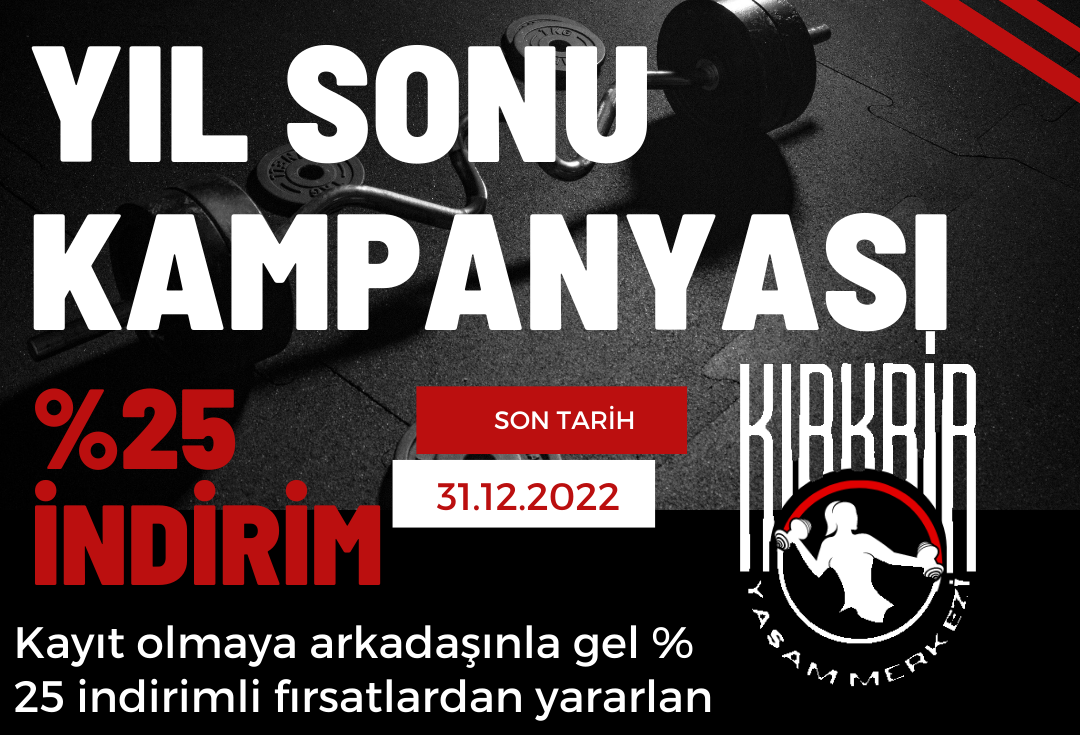 YIL SONU
KAMPANYASI
%25
İNDİRİM
SON TARİH
31.12.2022
KIRKBİR
YAŞAM MERKEZİ
Kayıt olmaya arkadaşınla gel %
25 indirimli fırsatlardan yararlan